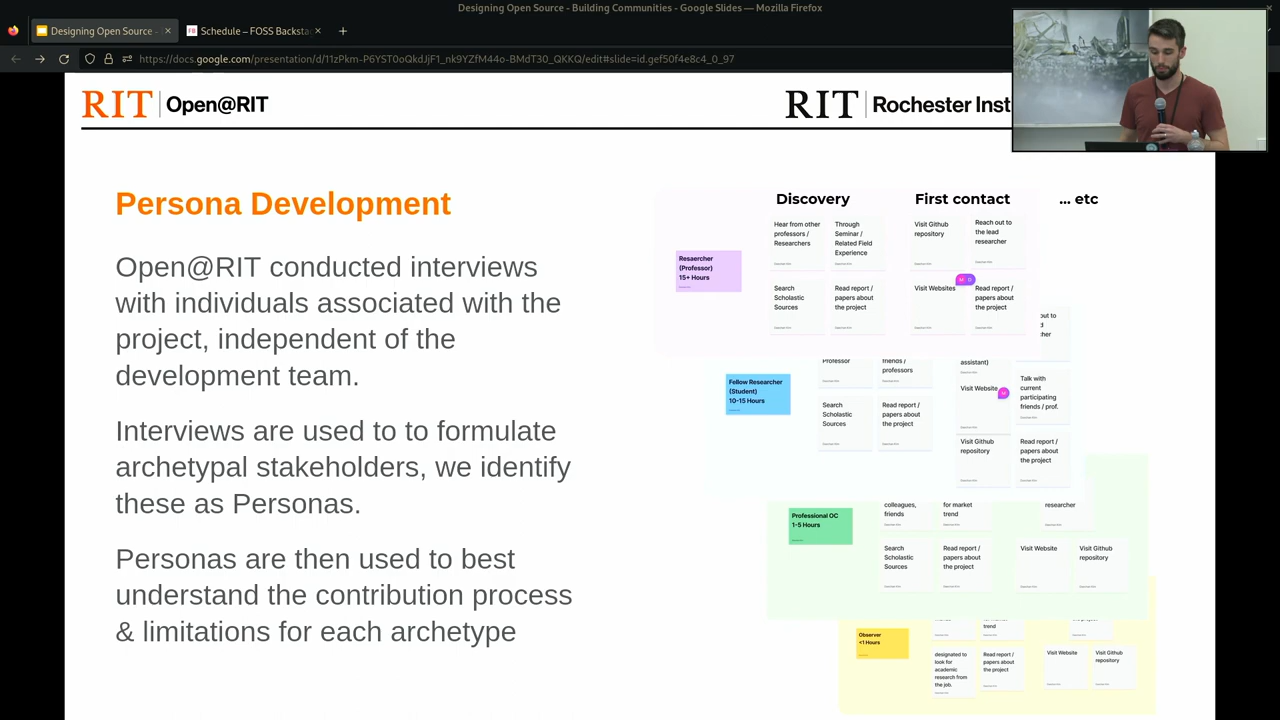 Designing Open Source - Building Communities - Google Slides — Mozilla Firefox
Designing Open Source -
Schedule – FOSS Backsta
https://docs.google.com/presentation/d/
RIT | Open@RIT
RIT | Rochester Inst
Persona Development
Open@RIT conducted interviews
with individuals associated with the
project, independent of the
development team.
Interviews are used to to formulate
archetypal stakeholders, we identify
these as Personas.
Personas are then used to best
understand the contribution process
& limitations for each archetype
Discovery
First contact
... etc
Resaercher
(Professor)
15+ Hours
Hear from other
professors /
Researchers
Through
Seminar /
Related Field
Experience
Visit Github
repository
Reach out to
the lead
researcher
Search
Scholastic
Sources
Read report /
papers about
the project
Visit Websites
Read report /
papers about
the project
Fellow Researcher
(Student)
10-15 Hours
Professor
friends /
professors
assistant)
out to
cher
Search
Scholastic
Sources
Read report /
papers about
the project
Visit Website
Talk with
current
participating
friends / prof.
Visit Github
repository
Read report /
papers about
the project
Professional OC
1-5 Hours
colleagues,
friends
for market
trend
researcher
Search
Scholastic
Sources
Read report /
papers about
the project
Visit Website
Visit Github
repository
Observer
<1 Hours
trend
designated to
look for
academic
research from
the job.
Read report /
papers about
the project
Visit Website
Visit Github
repository